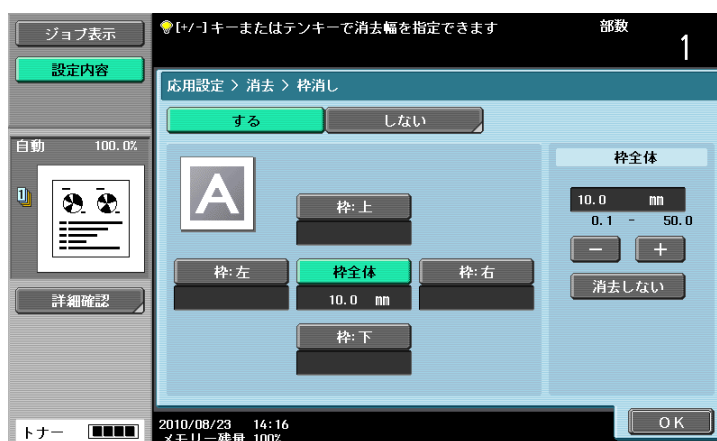 ジョブ表示
設定内容
[+/-]キーまたはテンキーで消去幅を指定できます
部数
1
応用設定 > 消去 > 枠消し
する
しない
自動 100.0%
1
A
枠:上
枠:左
枠全体
10.0 mm
枠:右
枠:下
枠全体
10.0 mm
0.1 - 50.0
－ ＋
消去しない
詳細確認
トナー
2010/08/23 14:16
メモリー残量 100%
OK